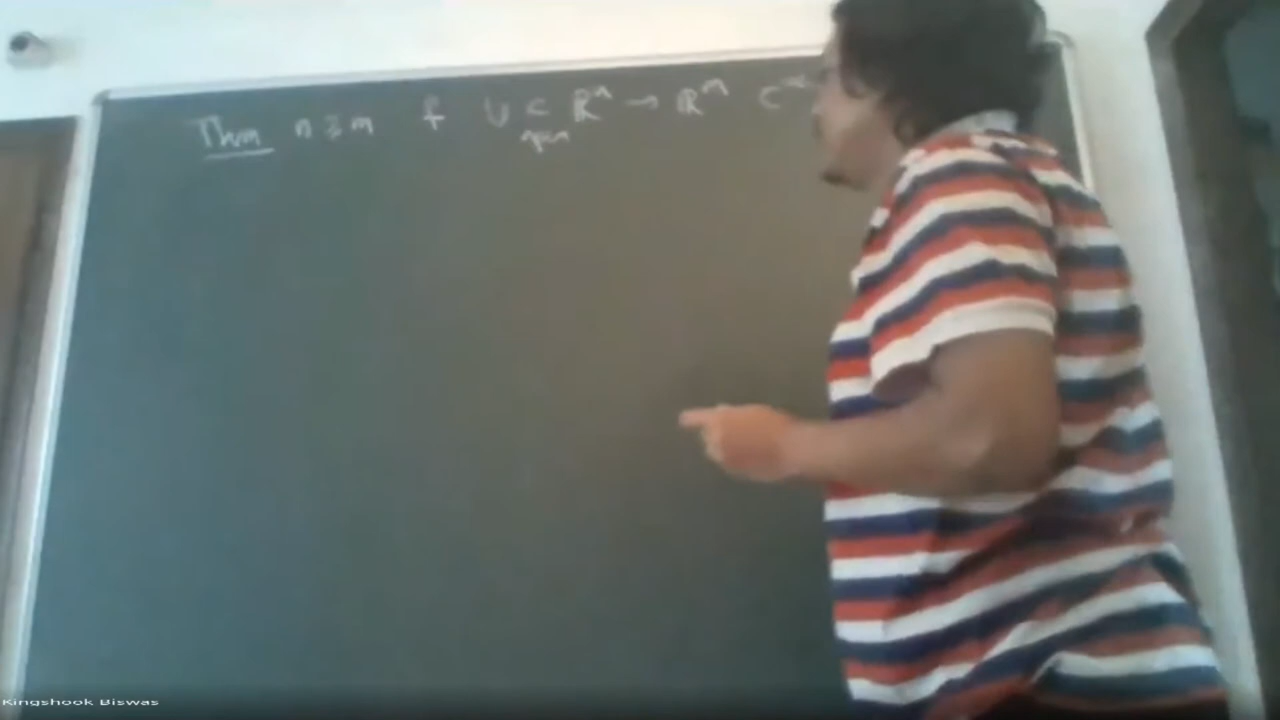 Thm n ≥ m f U ⊂ ℝⁿ → ℝᵐ C^∞
open
Kingshook Biswas